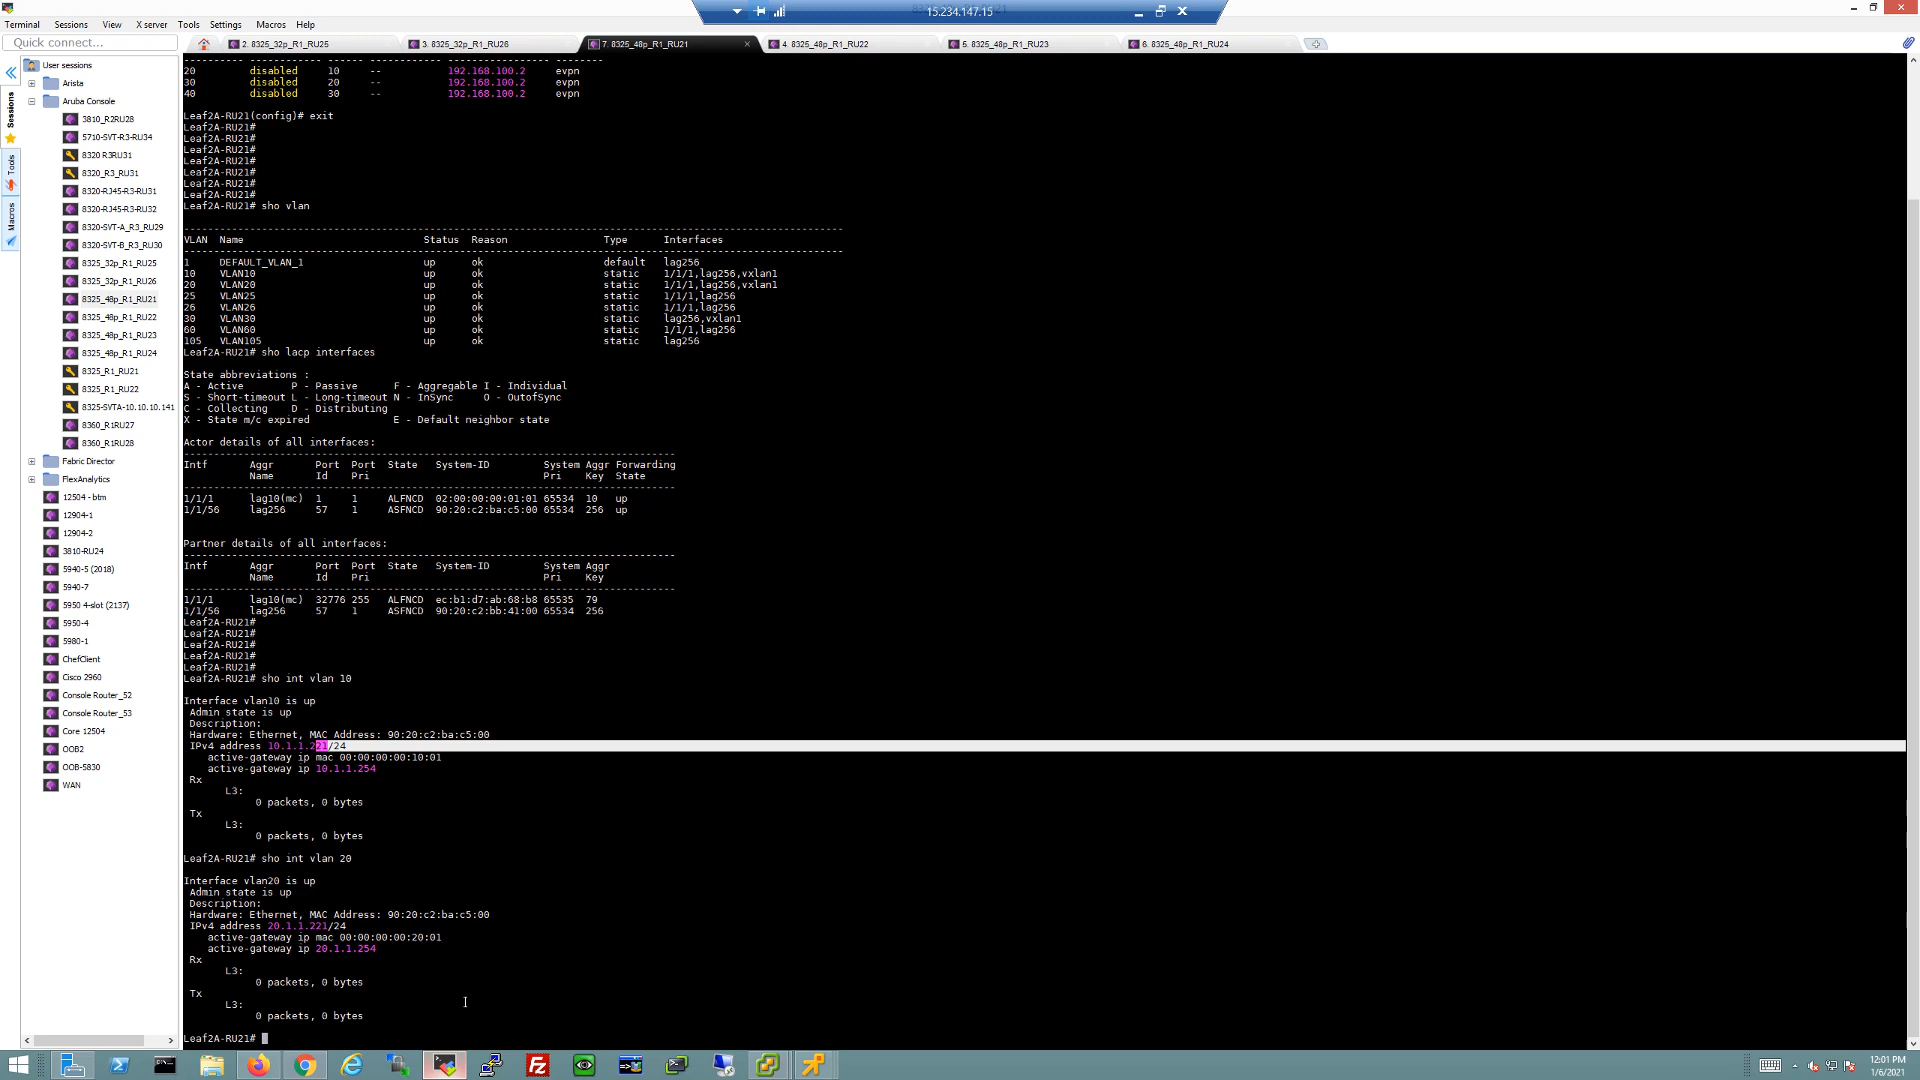 15.234.147.15
Terminal Sessions View X server Tools Settings Macros Help
Quick connect...
2. 8325_32p_R1_RU25
3. 8325_32p_R1_RU26
7. 8325_48p_R1_RU21
4. 8325_48p_R1_RU22
5. 8325_48p_R1_RU23
6. 8325_48p_R1_RU24
Sessions
Tools
Macros
User sessions
Arista
Aruba Console
3810_R2RU28
5710-SVT-R3-RU34
8320 R3RU31
8320_R3_RU31
8320-RJ45-R3-RU31
8320-RJ45-R3-RU32
8320-SVT-A_R3_RU29
8320-SVT-B_R3_RU30
8325_32p_R1_RU25
8325_32p_R1_RU26
8325_48p_R1_RU21
8325_48p_R1_RU22
8325_48p_R1_RU23
8325_48p_R1_RU24
8325_R1_RU21
8325_R1_RU22
8325-SVTA-10.10.10.141
8360_R1RU27
8360_R1RU28
Fabric Director
FlexAnalytics
12504 - btm
12904-1
12904-2
3810-RU24
5940-5 (2018)
5940-7
5950 4-slot (2137)
5950-4
5980-1
ChefClient
Cisco 2960
Console Router_52
Console Router_53
Core 12504
OOB2
OOB-5830
WAN
20 disabled 10 -- 192.168.100.2 evpn
30 disabled 20 -- 192.168.100.2 evpn
40 disabled 30 -- 192.168.100.2 evpn
Leaf2A-RU21(config)# exit
Leaf2A-RU21#
Leaf2A-RU21#
Leaf2A-RU21#
Leaf2A-RU21#
Leaf2A-RU21#
Leaf2A-RU21#
Leaf2A-RU21#
Leaf2A-RU21# sho vlan
VLAN Name Status Reason Type Interfaces
1 DEFAULT_VLAN_1 up ok default lag256
10 VLAN10 up ok static 1/1/1,lag256,vxlan1
20 VLAN20 up ok static 1/1/1,lag256,vxlan1
25 VLAN25 up ok static 1/1/1,lag256
26 VLAN26 up ok static 1/1/1,lag256
30 VLAN30 up ok static lag256,vxlan1
60 VLAN60 up ok static 1/1/1,lag256
105 VLAN105 up ok static lag256
Leaf2A-RU21# sho lacp interfaces
State abbreviations :
A - Active P - Passive F - Aggregable I - Individual
S - Short-timeout L - Long-timeout N - InSync O - OutofSync
C - Collecting D - Distributing
X - State m/c expired E - Default neighbor state
Actor details of all interfaces:
Intf Aggr Port Port State System-ID System Aggr Forwarding
Name Id Pri Pri Key State
1/1/1 lag10(mc) 1 1 ALFNCD 02:00:00:00:01:01 65534 10 up
1/1/56 lag256 57 1 ASFNCD 90:20:c2:ba:c5:00 65534 256 up
Partner details of all interfaces:
Intf Aggr Port Port State System-ID System Aggr
Name Id Pri Pri Key
1/1/1 lag10(mc) 32776 255 ALFNCD ec:b1:d7:ab:68:b8 65535 79
1/1/56 lag256 57 1 ASFNCD 90:20:c2:bb:41:00 65534 256
Leaf2A-RU21#
Leaf2A-RU21#
Leaf2A-RU21#
Leaf2A-RU21#
Leaf2A-RU21#
Leaf2A-RU21# sho int vlan 10
Interface vlan10 is up
Admin state is up
Description:
Hardware: Ethernet, MAC Address: 90:20:c2:ba:c5:00
IPv4 address 10.1.1.221/24
active-gateway ip mac 00:00:00:00:10:01
active-gateway ip 10.1.1.254
Rx
L3:
0 packets, 0 bytes
Tx
L3:
0 packets, 0 bytes
Leaf2A-RU21# sho int vlan 20
Interface vlan20 is up
Admin state is up
Description:
Hardware: Ethernet, MAC Address: 90:20:c2:ba:c5:00
IPv4 address 20.1.1.221/24
active-gateway ip mac 00:00:00:00:20:01
active-gateway ip 20.1.1.254
Rx
L3:
0 packets, 0 bytes
Tx
L3:
0 packets, 0 bytes
Leaf2A-RU21#
12:01 PM
1/6/2021